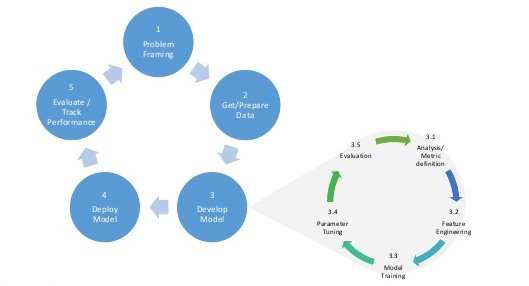 1
Problem
Framing
2
Get/Prepare
Data
3
Develop
Model
4
Deploy
Model
5
Evaluate /
Track
Performance
3.1
Analysis/
Metric
definition
3.2
Feature
Engineering
3.3
Model
Training
3.4
Parameter
Tuning
3.5
Evaluation